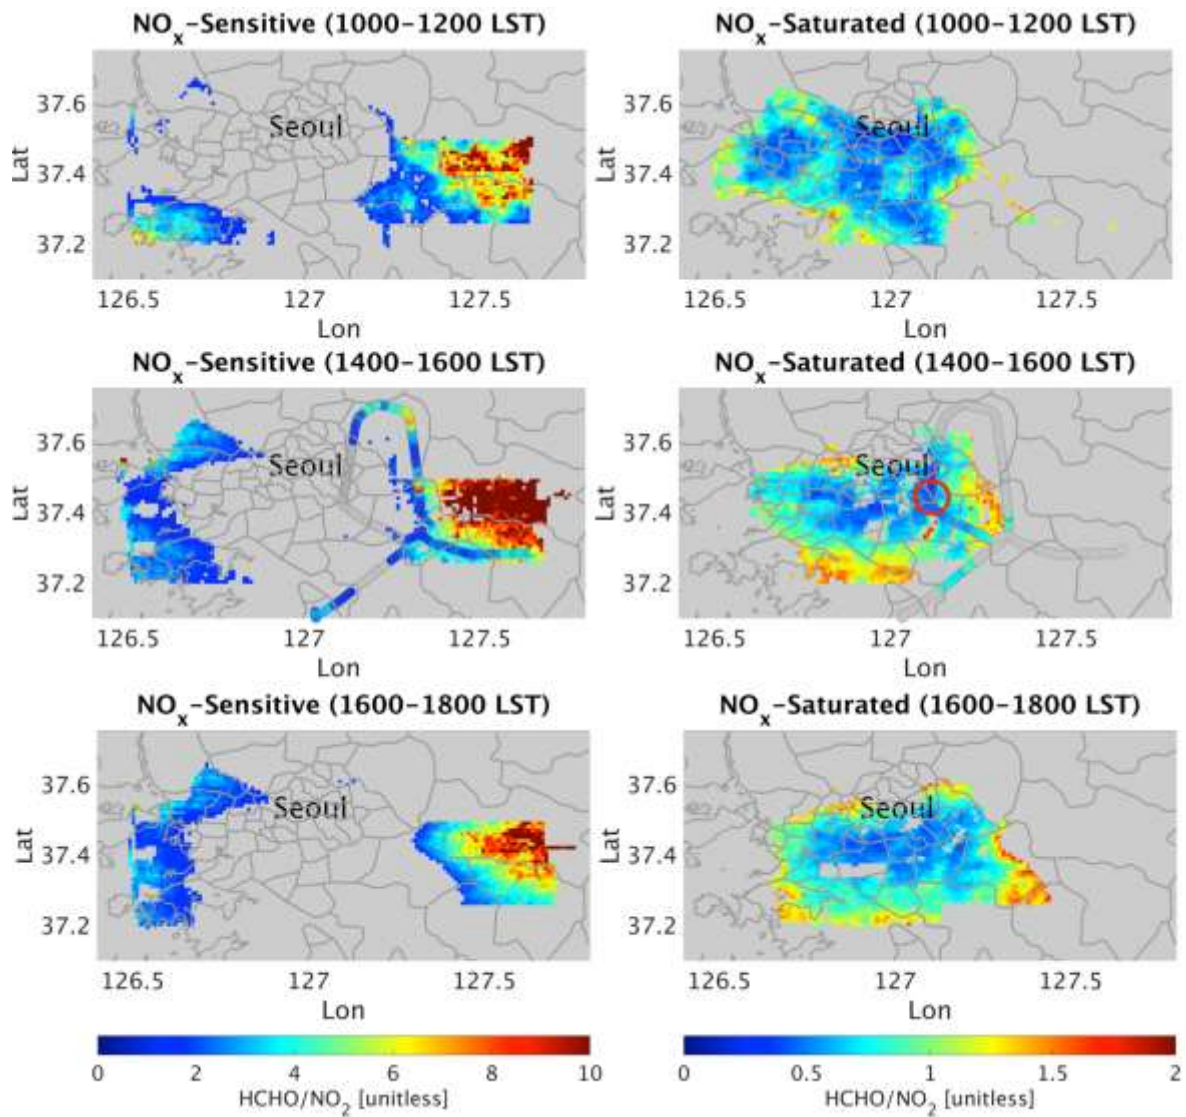 NOx-Sensitive (1000-1200 LST) NOx-Saturated (1000-1200 LST)
37.6 37.6
Seoul Seoul
Lat 37.4 Lat 37.4
37.2 37.2
126.5 127 127.5 126.5 127 127.5
Lon Lon
NOx-Sensitive (1400-1600 LST) NOx-Saturated (1400-1600 LST)
37.6 37.6
Seoul Seoul
Lat 37.4 Lat 37.4
37.2 37.2
126.5 127 127.5 126.5 127 127.5
Lon Lon
NOx-Sensitive (1600-1800 LST) NOx-Saturated (1600-1800 LST)
37.6 37.6
Seoul Seoul
Lat 37.4 Lat 37.4
37.2 37.2
126.5 127 127.5 126.5 127 127.5
Lon Lon
0 2 4 6 8 10 0 0.5 1 1.5 2
HCHO/NO2 [unitless] HCHO/NO2 [unitless]